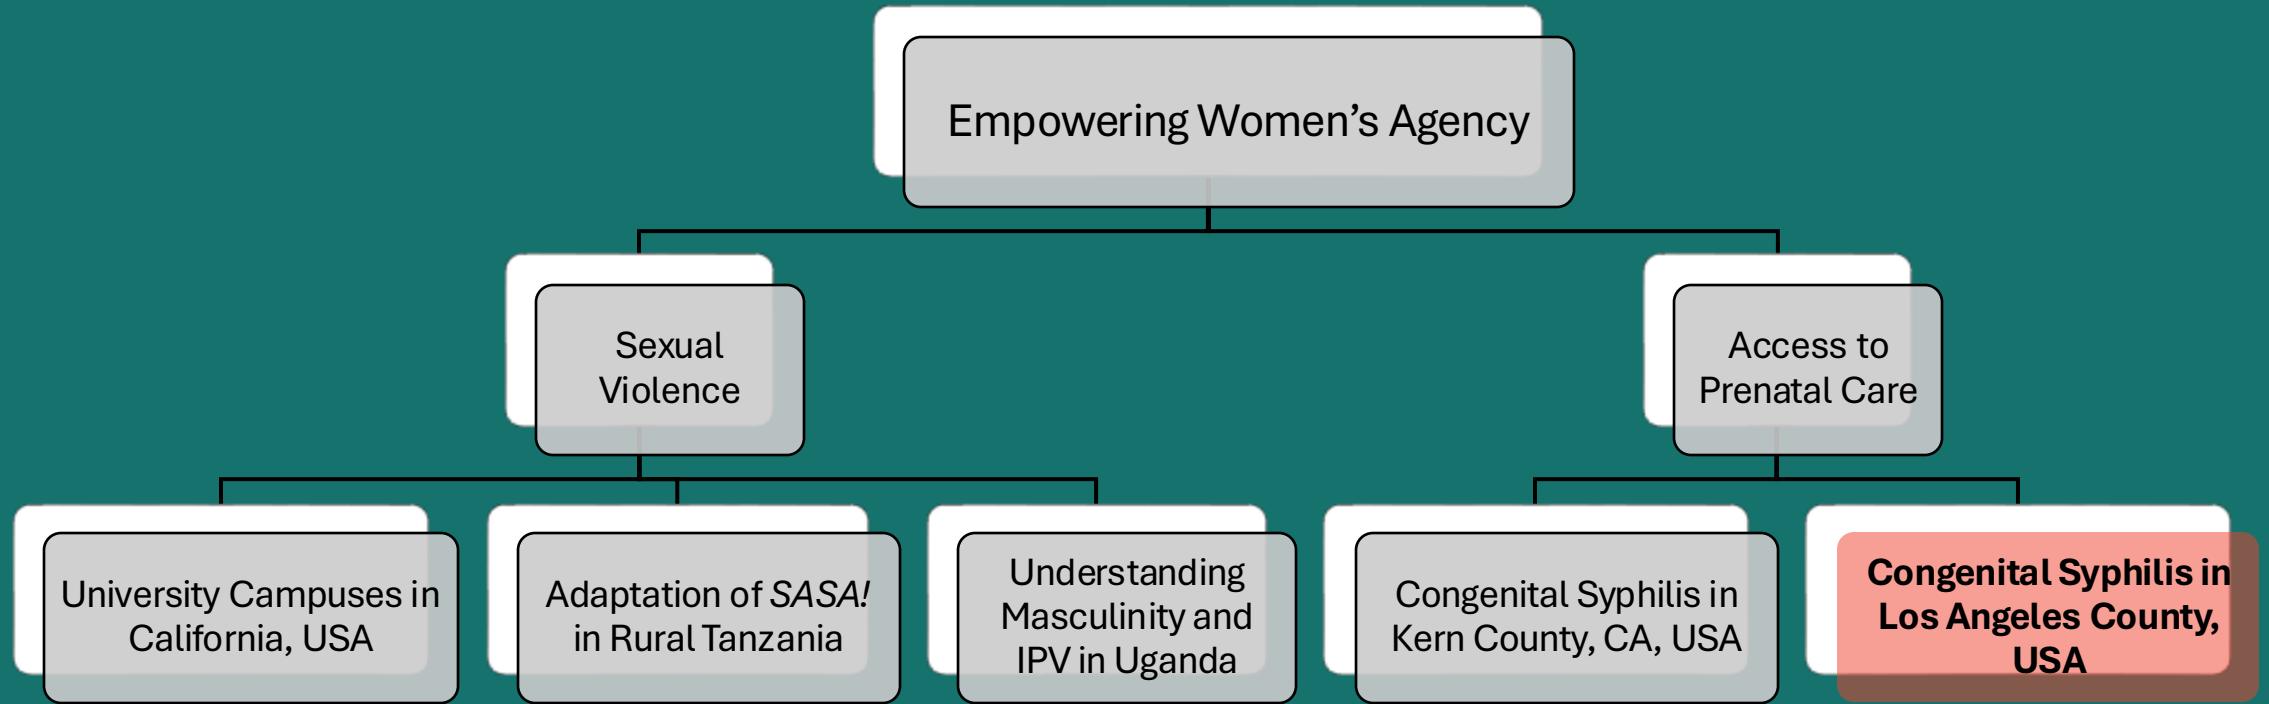 Empowering Women’s Agency
Sexual
Violence
Access to
Prenatal Care
University Campuses in
California, USA
Adaptation of SASA!
in Rural Tanzania
Understanding
Masculinity and
IPV in Uganda
Congenital Syphilis in
Kern County, CA, USA
Congenital Syphilis in
Los Angeles County,
USA